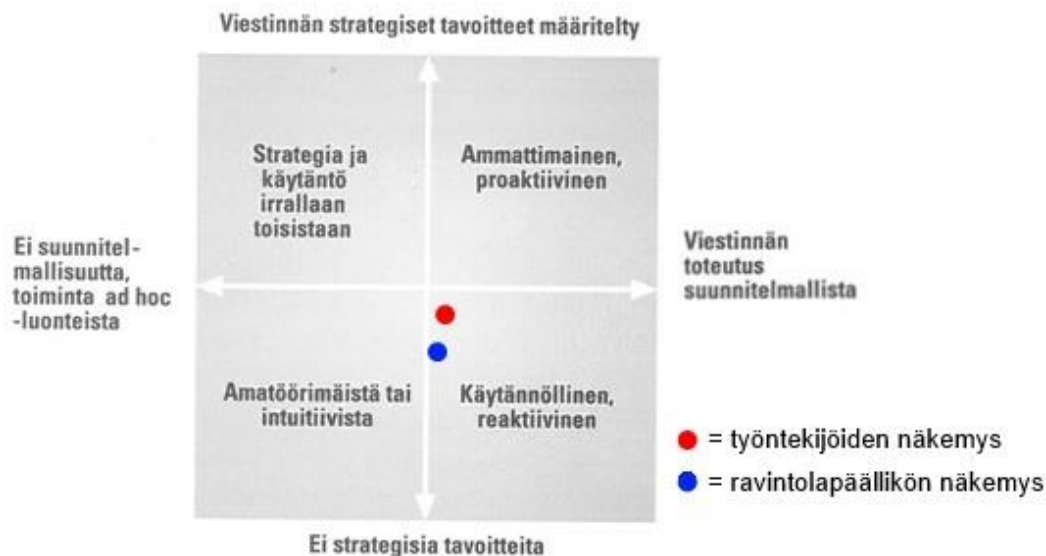 Viestinnän strategiset tavoitteet määritelty
Strategia ja
käytäntö
irrallaan
toisistaan
Ammattimainen,
proaktiivinen
Ei suunnitel-
mallisuutta,
toiminta ad hoc
-luonteista
Viestinnän
toteutus
suunnitelmallista
Amatöörimäistä tai
intuitiivista
Käytännöllinen,
reaktiivinen
= työntekijöiden näkemys
= ravintolapäällikön näkemys
Ei strategisia tavoitteita